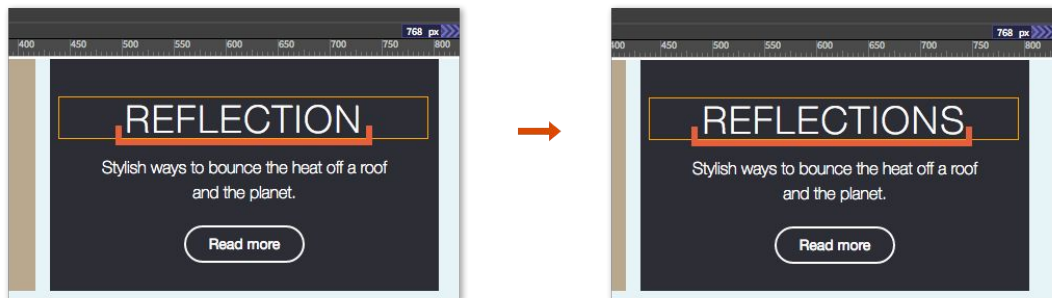 768 px
400 450 500 550 600 650 700 750 800
REFLECTION
Stylish ways to bounce the heat off a roof
and the planet.
Read more
768 px
400 450 500 550 600 650 700 750 800
REFLECTIONS
Stylish ways to bounce the heat off a roof
and the planet.
Read more